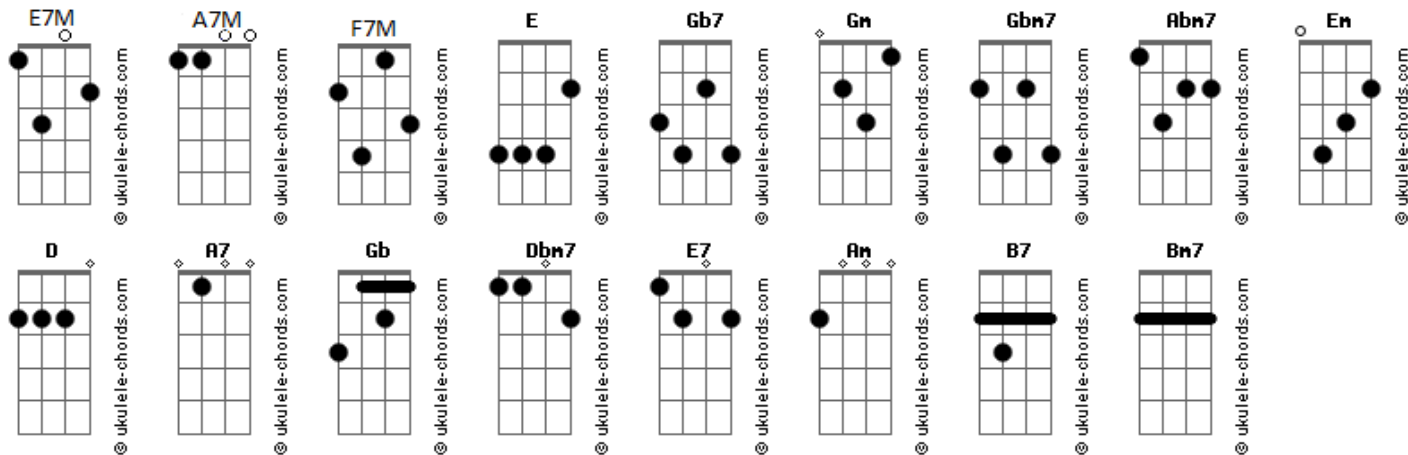 E7M A7M F7M E Gb7 Gm Gbm7 Abm7 Em
© ukulele-chords.com © ukulele-chords.com © ukulele-chords.com © ukulele-chords.com © ukulele-chords.com © ukulele-chords.com © ukulele-chords.com © ukulele-chords.com © ukulele-chords.com
D A7 Gb Dbm7 E7 Am B7 Bm7
© ukulele-chords.com © ukulele-chords.com © ukulele-chords.com © ukulele-chords.com © ukulele-chords.com © ukulele-chords.com © ukulele-chords.com © ukulele-chords.com